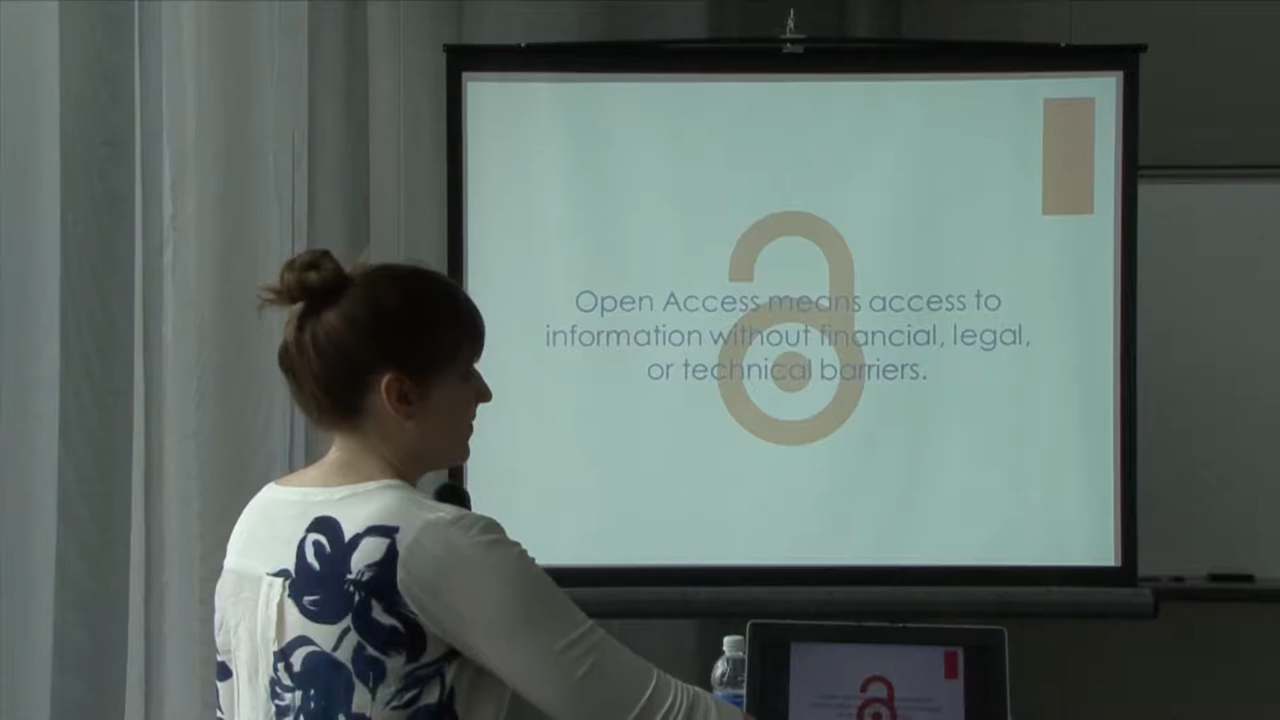 Open Access means access to
information without financial, legal,
or technical barriers.